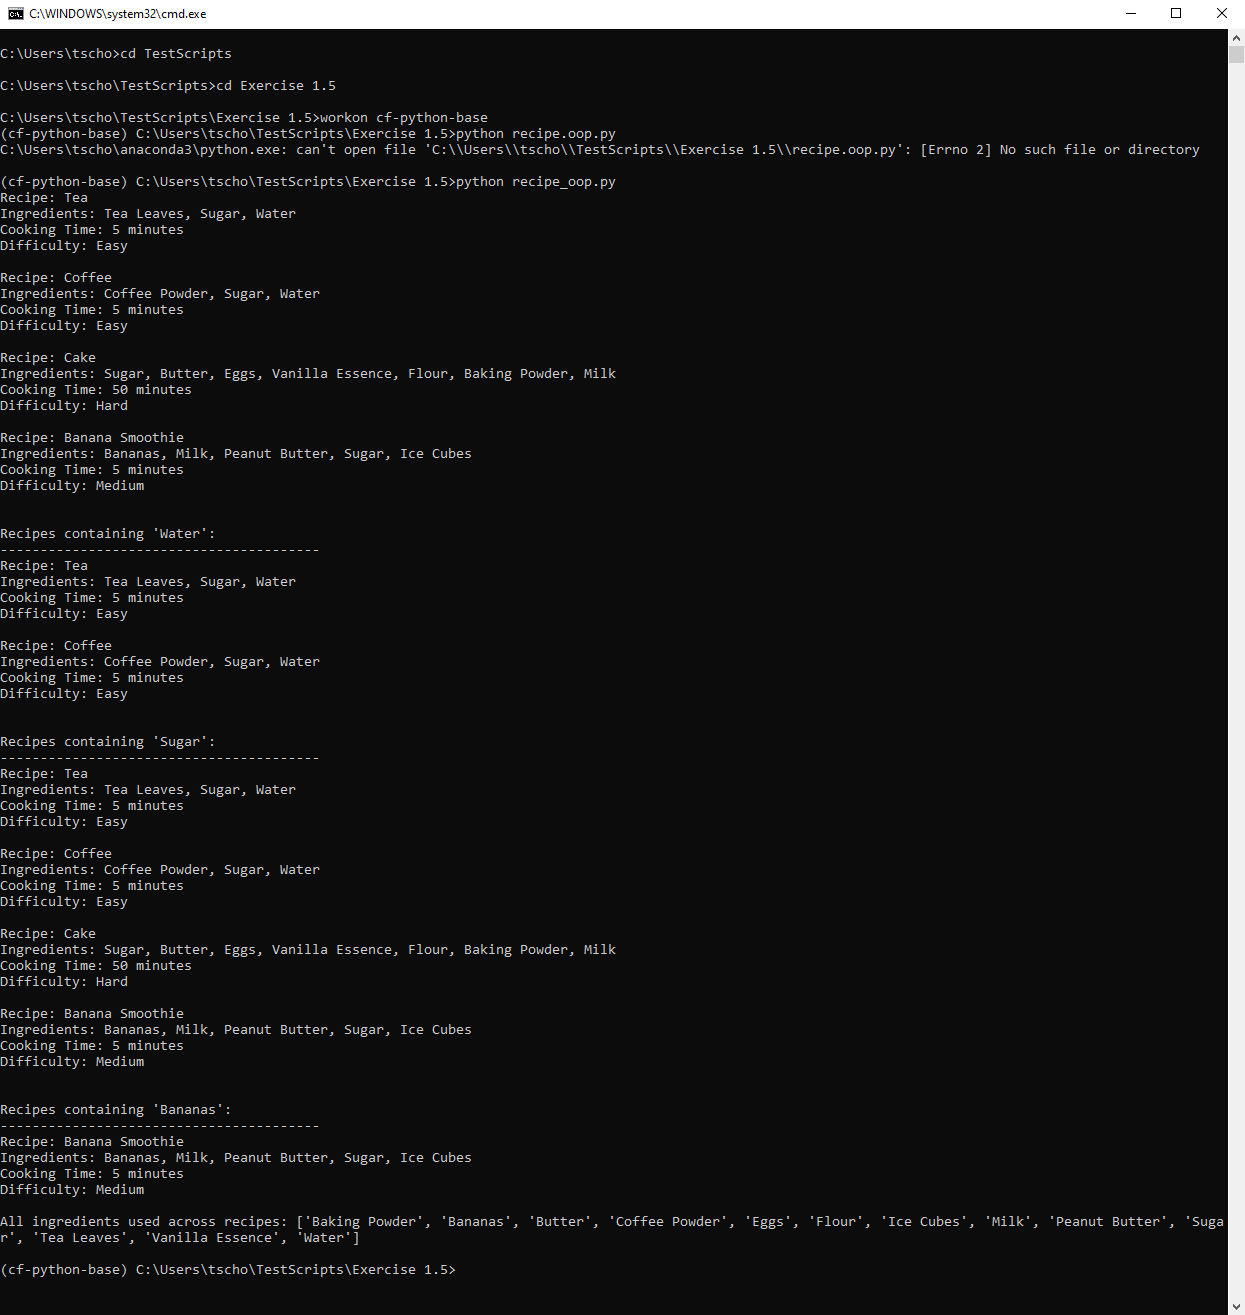 C:\WINDOWS\system32\cmd.exe
C:\Users\tscho>cd TestScripts
C:\Users\tscho\TestScripts>cd Exercise 1.5
C:\Users\tscho\TestScripts\Exercise 1.5>workon cf-python-base
(cf-python-base) C:\Users\tscho\TestScripts\Exercise 1.5>python recipe.oop.py
C:\Users\tscho\anaconda3\python.exe: can't open file 'C:\\Users\\tscho\\TestScripts\\Exercise 1.5\\recipe.oop.py': [Errno 2] No such file or directory
(cf-python-base) C:\Users\tscho\TestScripts\Exercise 1.5>python recipe_oop.py
Recipe: Tea
Ingredients: Tea Leaves, Sugar, Water
Cooking Time: 5 minutes
Difficulty: Easy
Recipe: Coffee
Ingredients: Coffee Powder, Sugar, Water
Cooking Time: 5 minutes
Difficulty: Easy
Recipe: Cake
Ingredients: Sugar, Butter, Eggs, Vanilla Essence, Flour, Baking Powder, Milk
Cooking Time: 50 minutes
Difficulty: Hard
Recipe: Banana Smoothie
Ingredients: Bananas, Milk, Peanut Butter, Sugar, Ice Cubes
Cooking Time: 5 minutes
Difficulty: Medium
Recipes containing 'Water':
----------------------------------------
Recipe: Tea
Ingredients: Tea Leaves, Sugar, Water
Cooking Time: 5 minutes
Difficulty: Easy
Recipe: Coffee
Ingredients: Coffee Powder, Sugar, Water
Cooking Time: 5 minutes
Difficulty: Easy
Recipes containing 'Sugar':
----------------------------------------
Recipe: Tea
Ingredients: Tea Leaves, Sugar, Water
Cooking Time: 5 minutes
Difficulty: Easy
Recipe: Coffee
Ingredients: Coffee Powder, Sugar, Water
Cooking Time: 5 minutes
Difficulty: Easy
Recipe: Cake
Ingredients: Sugar, Butter, Eggs, Vanilla Essence, Flour, Baking Powder, Milk
Cooking Time: 50 minutes
Difficulty: Hard
Recipe: Banana Smoothie
Ingredients: Bananas, Milk, Peanut Butter, Sugar, Ice Cubes
Cooking Time: 5 minutes
Difficulty: Medium
Recipes containing 'Bananas':
----------------------------------------
Recipe: Banana Smoothie
Ingredients: Bananas, Milk, Peanut Butter, Sugar, Ice Cubes
Cooking Time: 5 minutes
Difficulty: Medium
All ingredients used across recipes: ['Baking Powder', 'Bananas', 'Butter', 'Coffee Powder', 'Eggs', 'Flour', 'Ice Cubes', 'Milk', 'Peanut Butter', 'Suga
r', 'Tea Leaves', 'Vanilla Essence', 'Water']
(cf-python-base) C:\Users\tscho\TestScripts\Exercise 1.5>